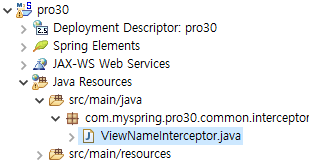 pro30
Deployment Descriptor: pro30
Spring Elements
JAX-WS Web Services
Java Resources
src/main/java
com.myspring.pro30.common.interceptor
ViewNameInterceptor.java
src/main/resources